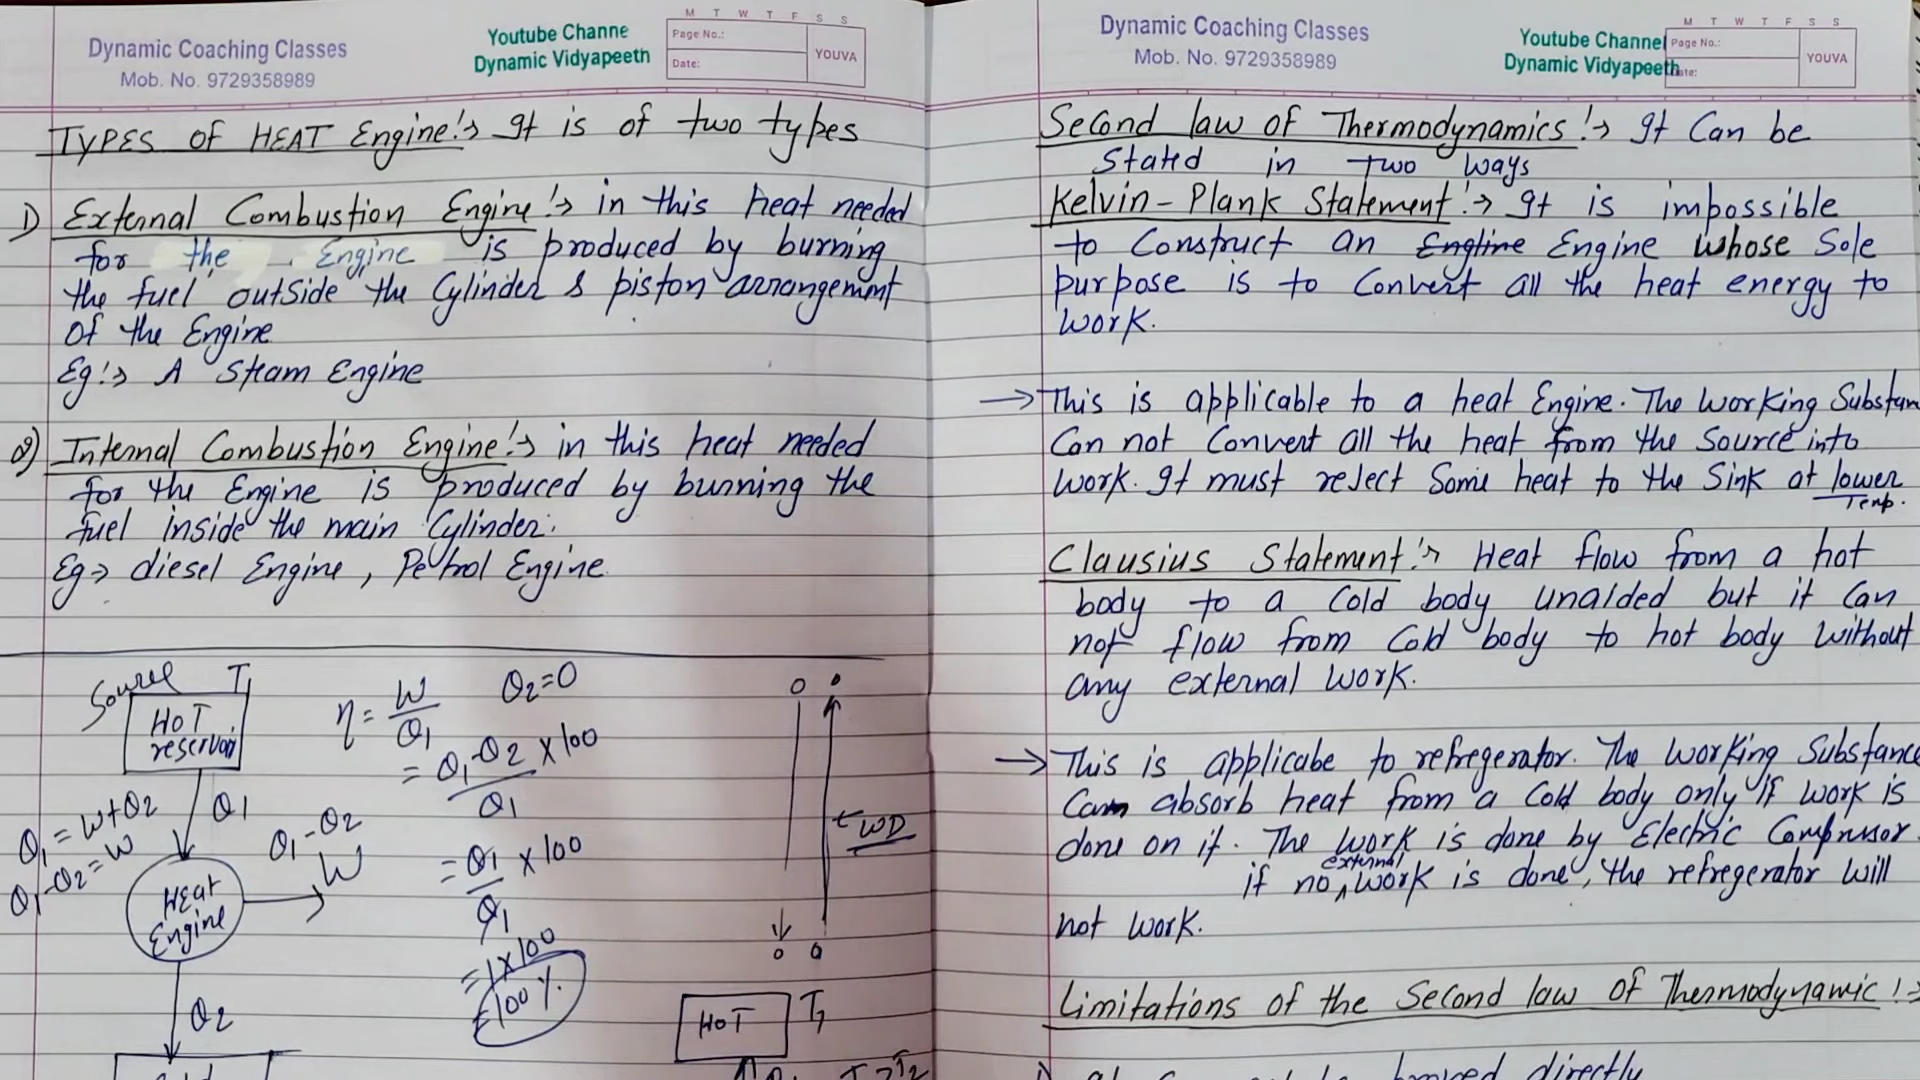 Dynamic Coaching Classes
Mob. No. 9729358989
Youtube Channe
Dynamic Vidyapeeth
M T W T F S S
Page No.:
Date:
YOUVA
TYPES of HEAT Engine:→ It is of two types
1) External Combustion Engine:→ in this heat needed
for the Engine is produced by burning
the fuel outside the Cylinder & piston arrangement
of the Engine
Eg:→ A Steam Engine
2) Internal Combustion Engine:→ in this heat needed
for the Engine is produced by burning the
fuel inside the main Cylinder.
Eg→ diesel Engine, Petrol Engine
Source T1
HOT
reservoi
Q1 = W+Q2
Q1-Q2=W
Q1
Q1-Q2
W
Heat
Engine
Q2
η = W/Q1 Q2=0
= Q1-Q2/Q1 x100
= Q1/Q1 x100
= 1x100
=100%.
WD
HOT T1
Dynamic Coaching Classes
Mob. No. 9729358989
Youtube Channel
Dynamic Vidyapeeth
M T W T F S S
Page No.:
ate:
YOUVA
Second law of Thermodynamics:→ It Can be
Stated in two ways
Kelvin-Plank Statement:→ It is impossible
to Construct an Engtine Engine whose Sole
purpose is to Convert all the heat energy to
work.
→ This is applicable to a heat Engine. The working Substan
Can not Convert all the heat from the Source into
work. It must reject Some heat to the Sink at lower
Temp.
Clausius Statement:→ Heat flow from a hot
body to a Cold body unaided but it Can
not flow from Cold body to hot body without
any external work.
→ This is applicabe to refregerator. The working Substance
Cam absorb heat from a Cold body only if work is
done on it. The work is done by Electric Compressor.
if no external work is done, the refregerator will
not work.
Limitations of the Second law of Thermodynamic:→
directly